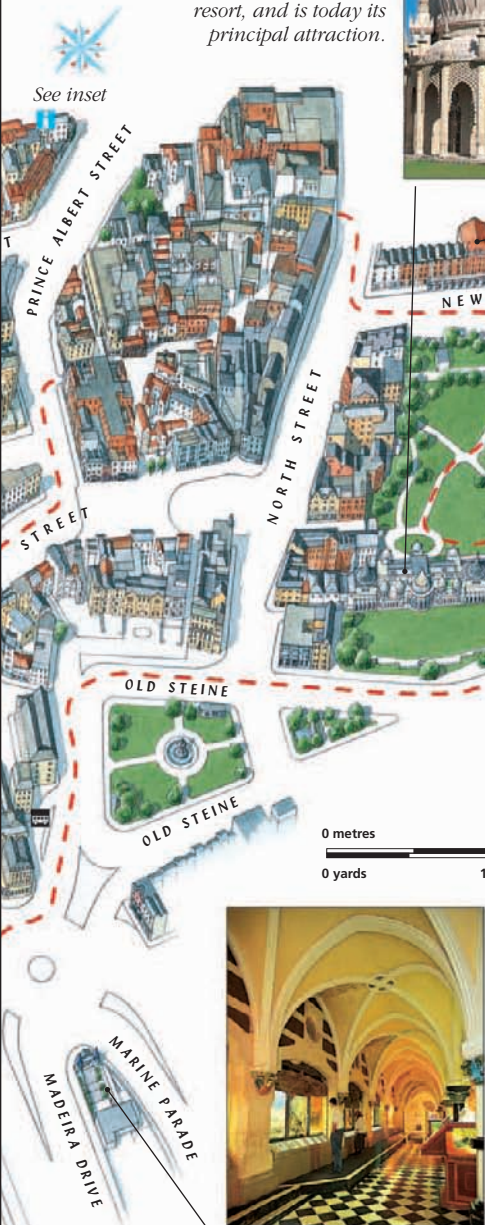 resort, and is today its
principal attraction.
See inset
PRINCE ALBERT STREET
T
NEW
NORTH STREET
STREET
OLD STEINE
OLD STEINE
0 metres
0 yards
1
MARINE PARADE
MADEIRA DRIVE